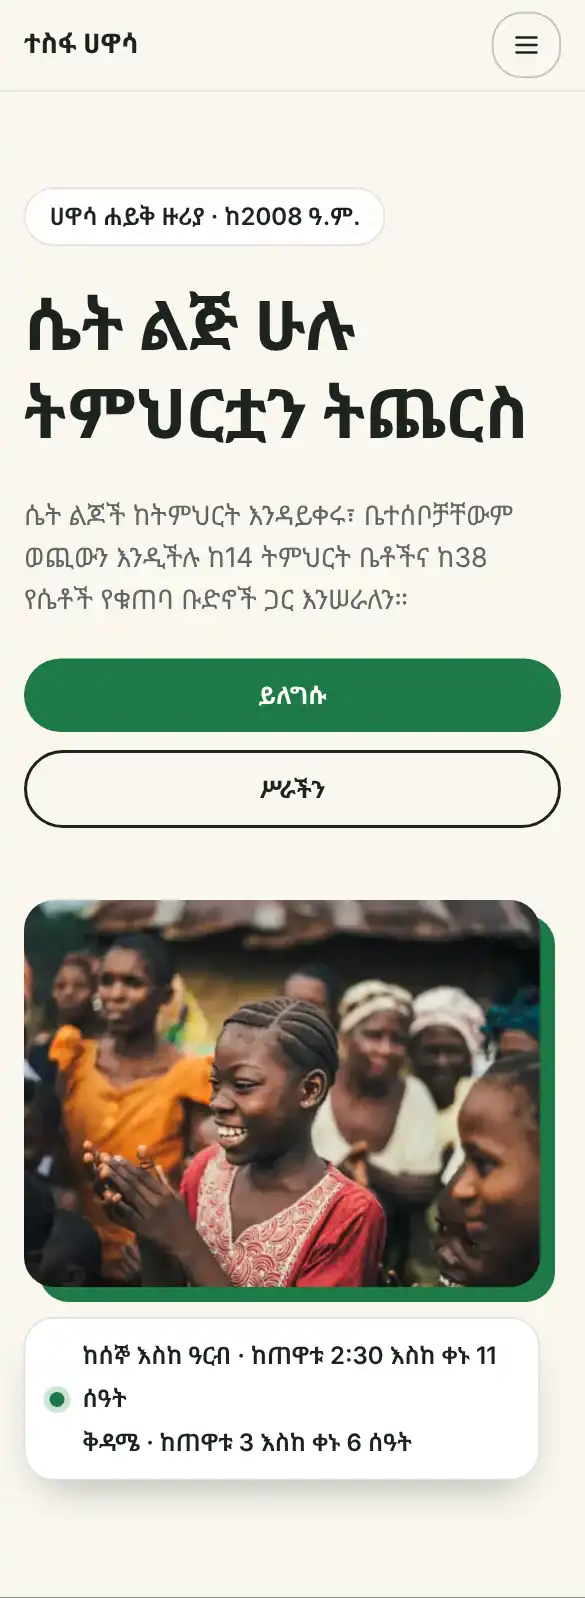 ተስፋ ሀዋሳ
ሀዋሳ ሐይቅ ዙሪያ · ከ2008 ዓ.ም.
ሴት ልጅ ሁሉ
ትምህርቷን ትጨርስ
ሴት ልጆች ከትምህርት እንዳይቀሩ፣ ቤተሰቦቻቸውም
ወጪውን እንዲችሉ ከ14 ትምህርት ቤቶችና ከ38
የሴቶች የቁጠባ ቡድኖች ጋር እንሠራለን።
ይለግሱ
ሥራችን
ከሰኞ እስከ ዓርብ · ከጠዋቱ 2:30 እስከ ቀኑ 11
ሰዓት
ቅዳሜ · ከጠዋቱ 3 እስከ ቀኑ 6 ሰዓት